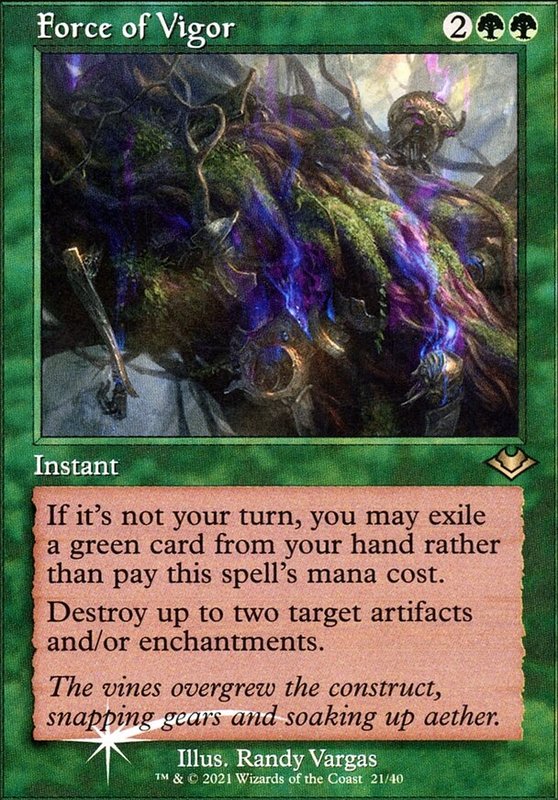 Force of Vigor 2
Instant
If it's not your turn, you may exile
a green card from your hand rather
than pay this spell's mana cost.
Destroy up to two target artifacts
and/or enchantments.
The vines overgrew the construct,
snapping gears and soaking up aether.
Illus. Randy Vargas
™ & © 2021 Wizards of the Coast 21/40